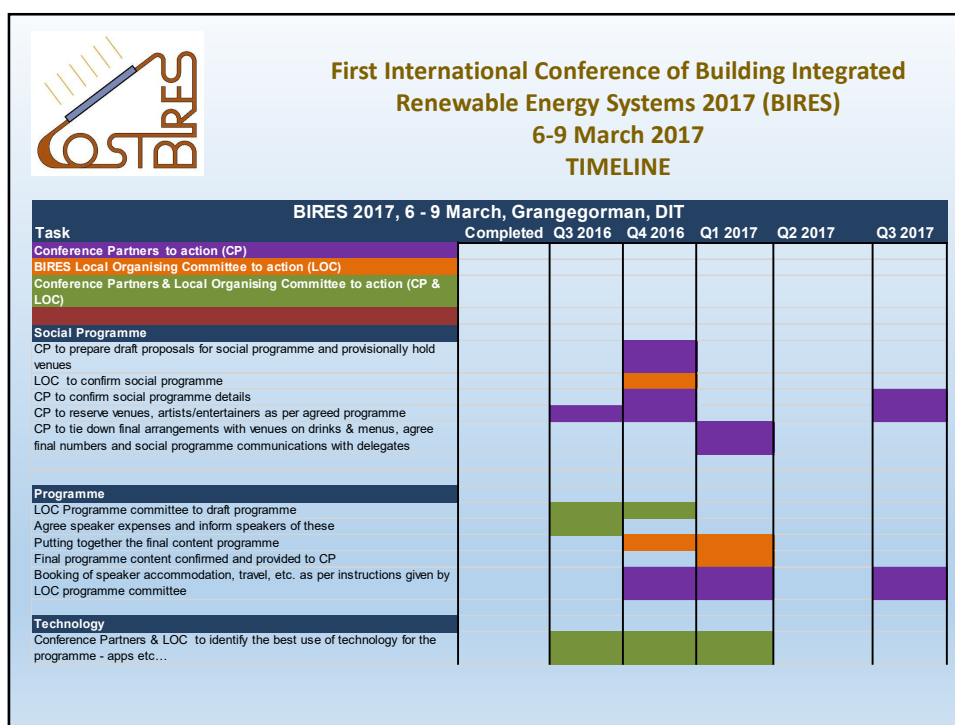 COST BIRES
First International Conference of Building Integrated
Renewable Energy Systems 2017 (BIRES)
6-9 March 2017
TIMELINE
BIRES 2017, 6 - 9 March, Grangegorman, DIT
Task Completed Q3 2016 Q4 2016 Q1 2017 Q2 2017 Q3 2017
Conference Partners to action (CP)
BIRES Local Organising Committee to action (LOC)
Conference Partners & Local Organising Committee to action (CP &
LOC)
Social Programme
CP to prepare draft proposals for social programme and provisionally hold
venues
LOC to confirm social programme
CP to confirm social programme details
CP to reserve venues, artists/entertainers as per agreed programme
CP to tie down final arrangements with venues on drinks & menus, agree
final numbers and social programme communications with delegates
Programme
LOC Programme committee to draft programme
Agree speaker expenses and inform speakers of these
Putting together the final content programme
Final programme content confirmed and provided to CP
Booking of speaker accommodation, travel, etc. as per instructions given by
LOC programme committee
Technology
Conference Partners & LOC to identify the best use of technology for the
programme - apps etc…